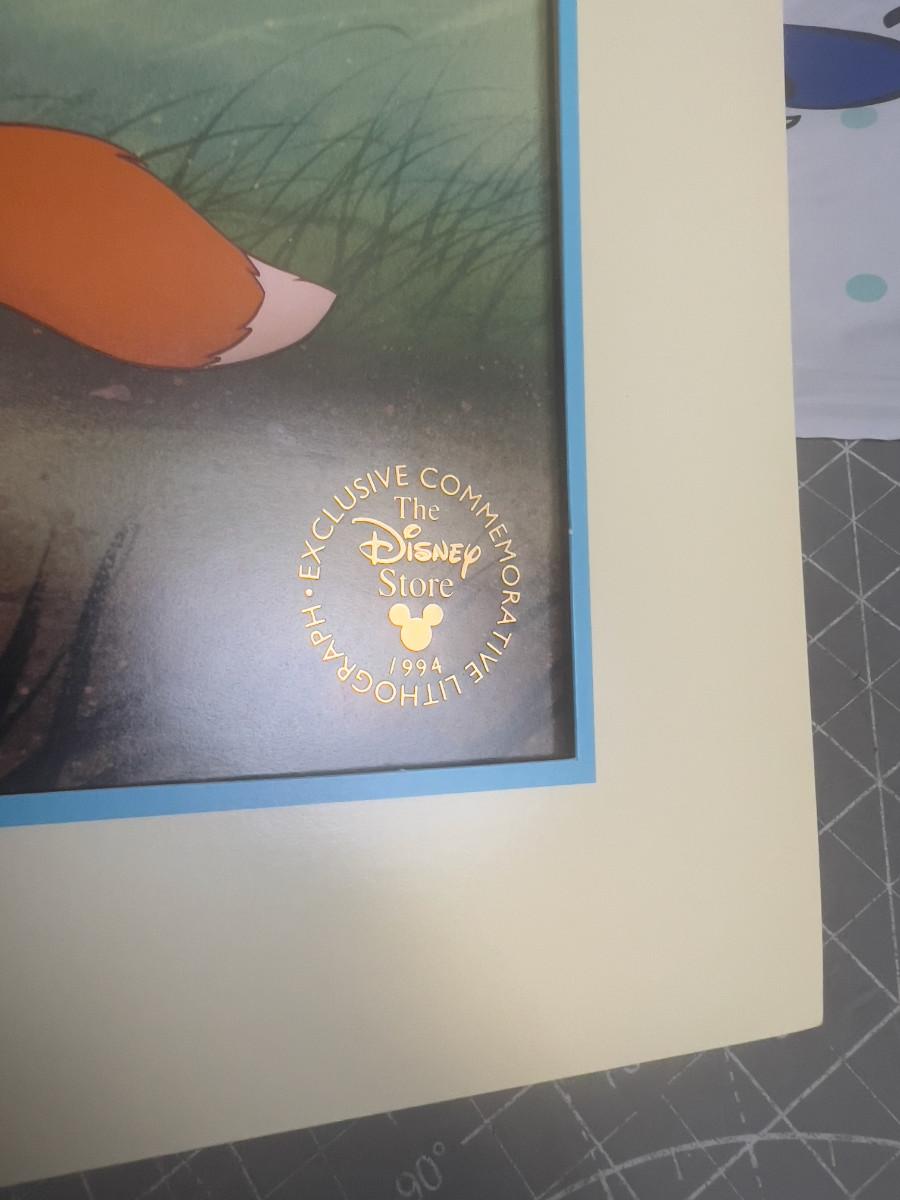 EXCLUSIVE COMMEMORATIVE LITHOGRAPH •
The
Disney
Store
1994
90°